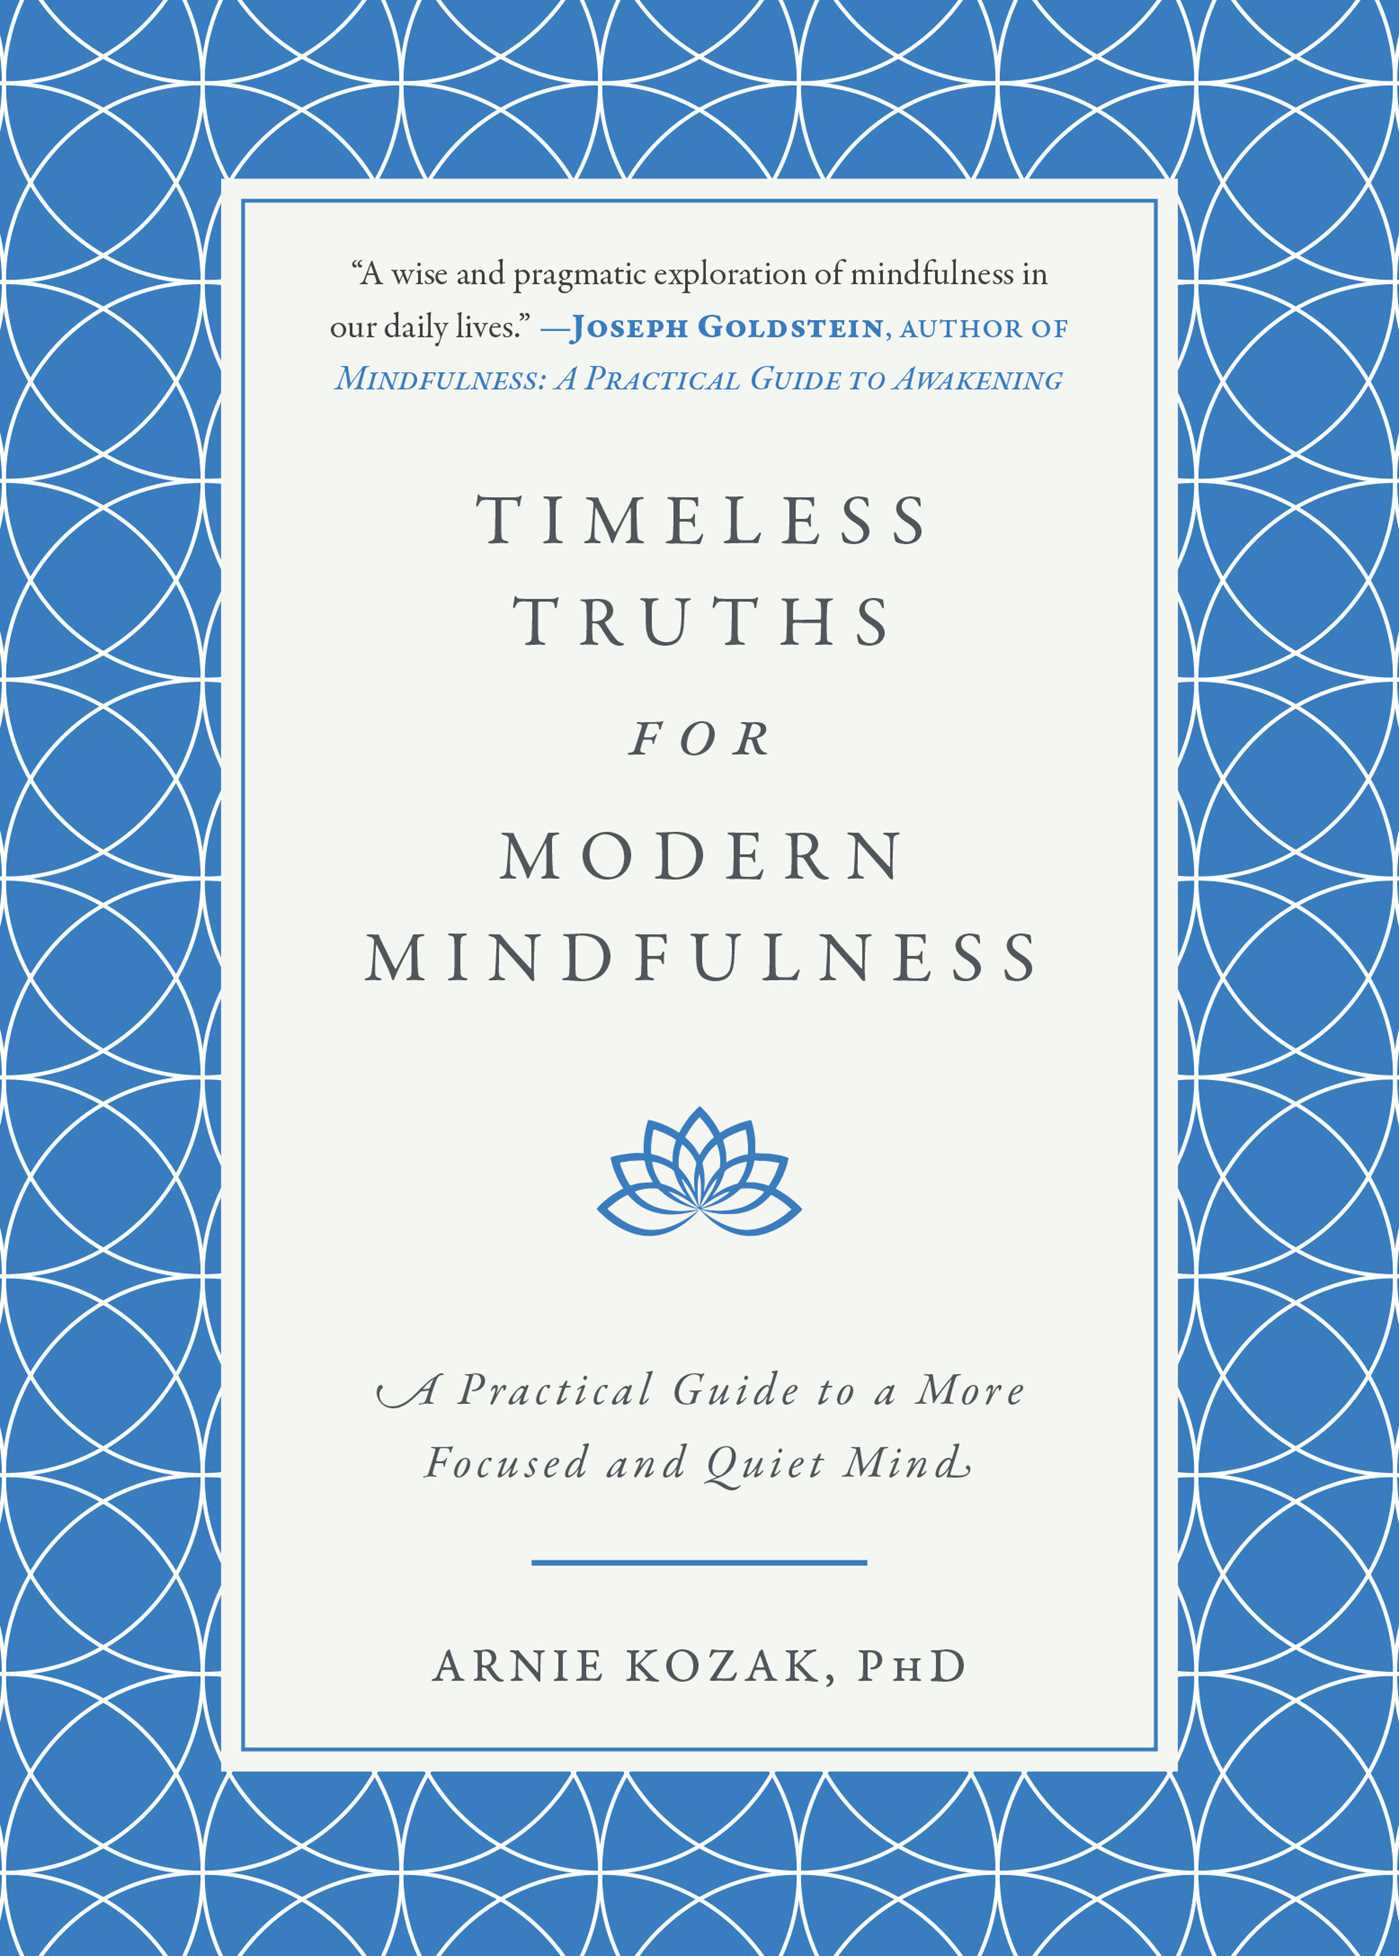 “A wise and pragmatic exploration of mindfulness in
our daily lives.” —Joseph Goldstein, author of
Mindfulness: A Practical Guide to Awakening
TIMELESS
TRUTHS
FOR
MODERN
MINDFULNESS
A Practical Guide to a More
Focused and Quiet Mind
ARNIE KOZAK, PhD